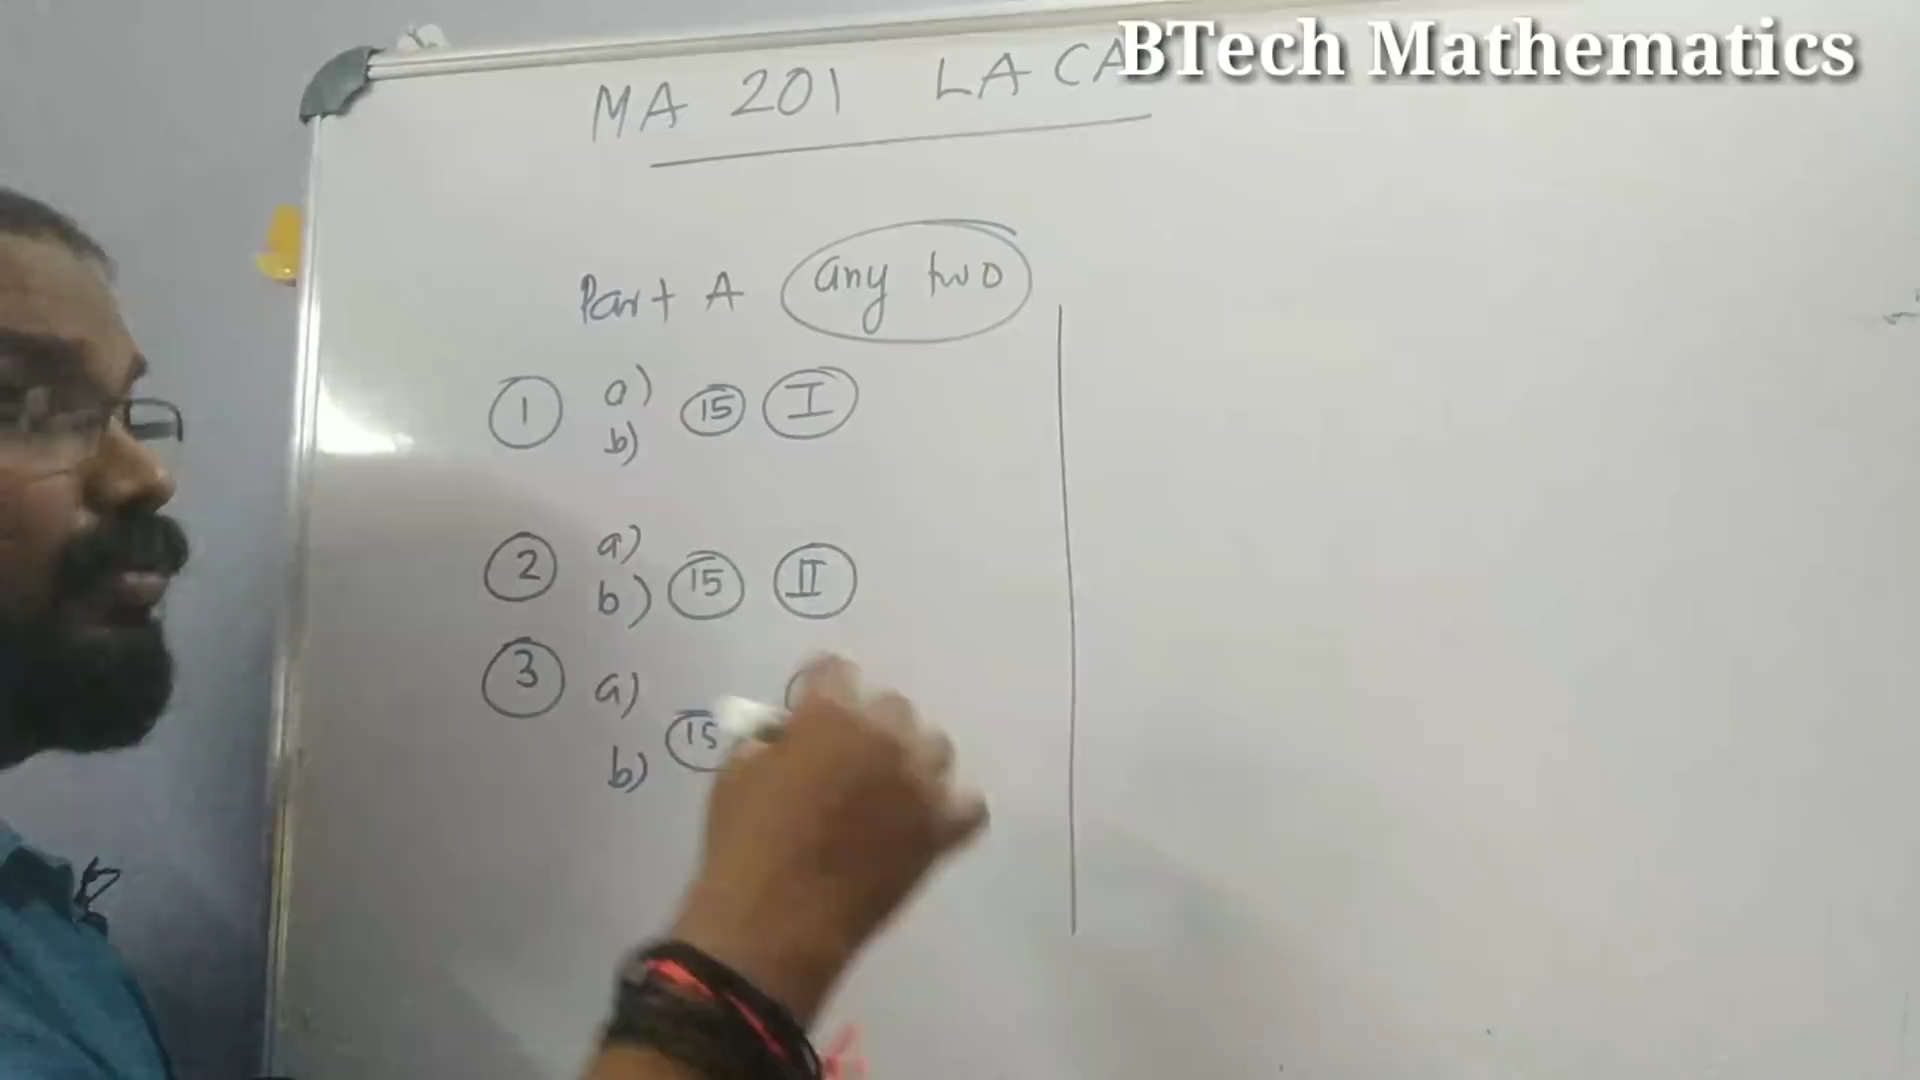 BTech Mathematics
MA 201 LA CA
Part A any two
1 a) 15 I
b)
2 a)
b) 15 II
3 a)
15
b)